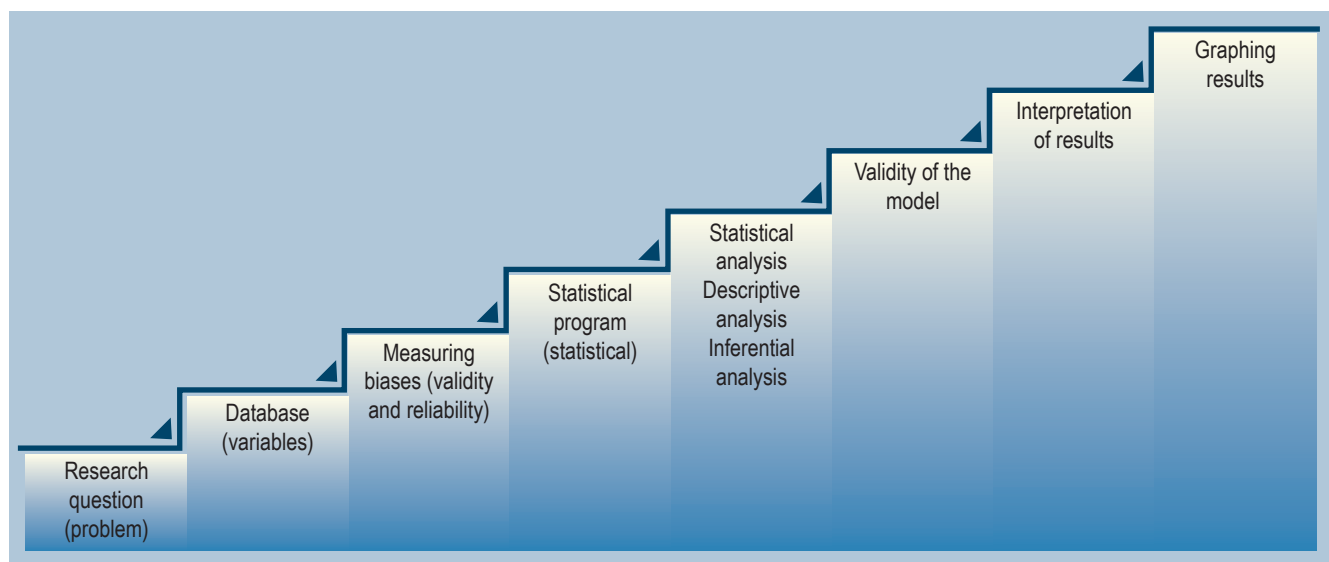 Research
question
(problem)
Database
(variables)
Measuring
biases (validity
and reliability)
Statistical
program
(statistical)
Statistical
analysis
Descriptive
analysis
Inferential
analysis
Validity of the
model
Interpretation
of results
Graphing
results